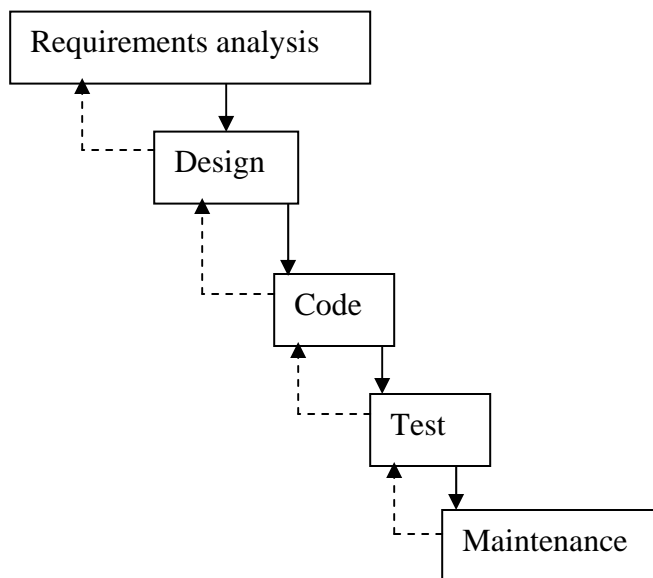 Requirements analysis
Design
Code
Test
Maintenance